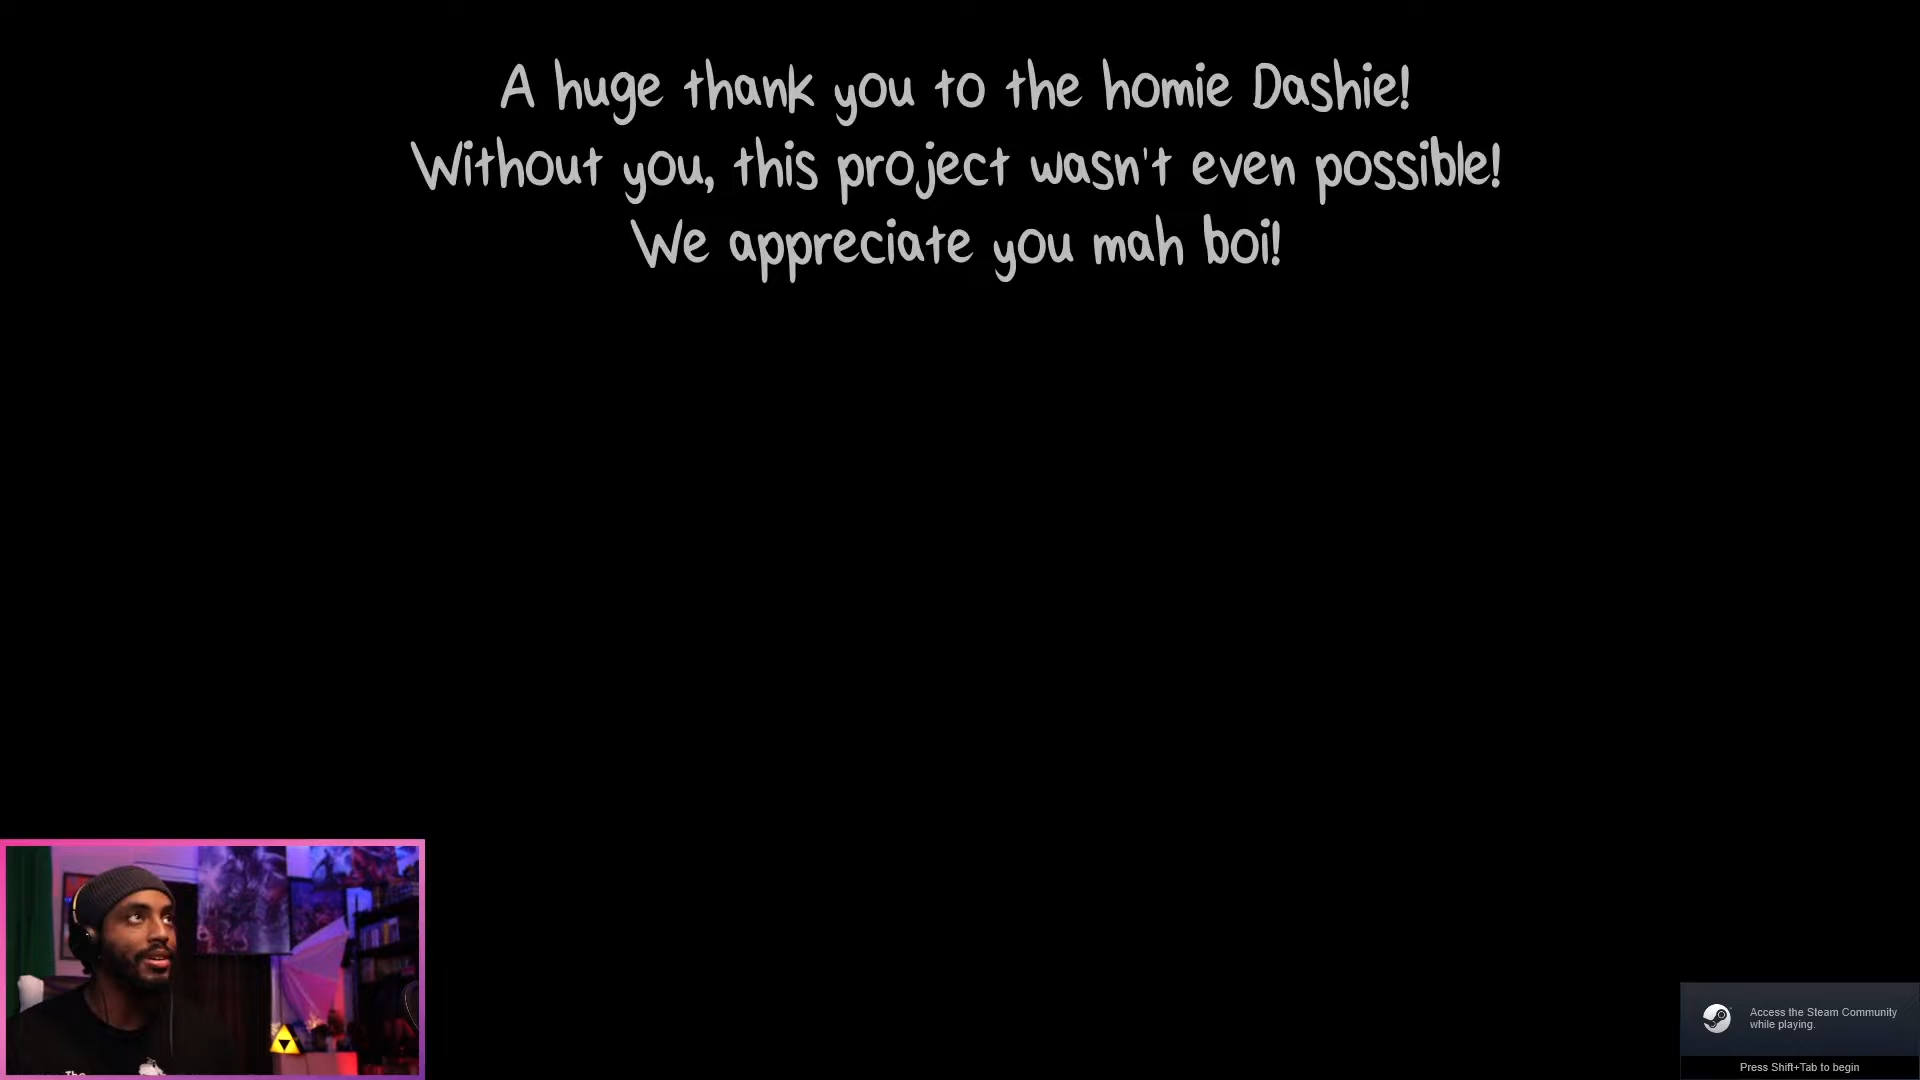 A huge thank you to the homie Dashie!
Without you, this project wasn't even possible!
We appreciate you mah boi!
The
Access the Steam Community
while playing.
Press Shift+Tab to begin